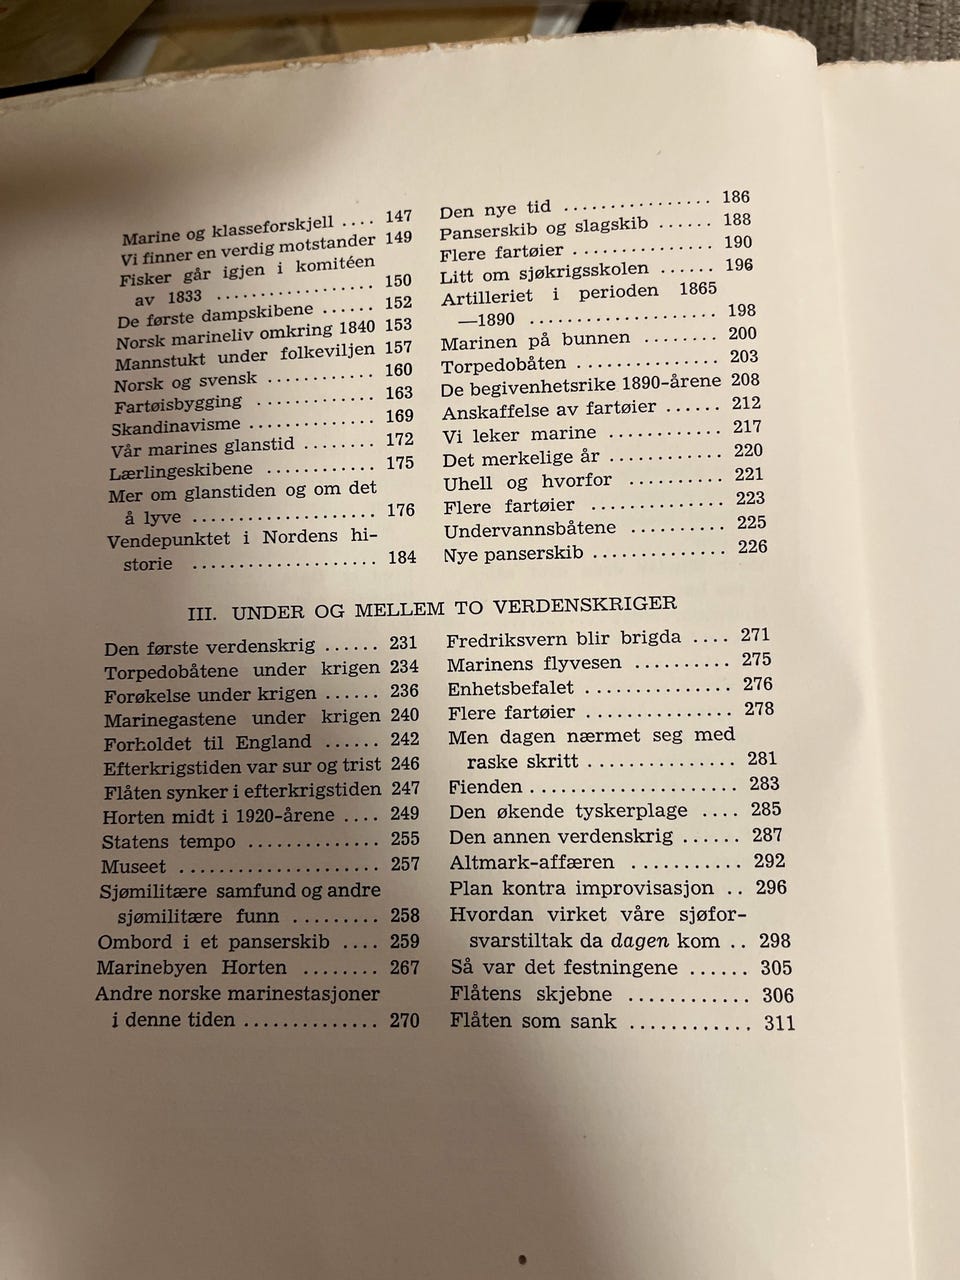 Marine og klasseforskjell .... 147
Vi finner en verdig motstander 149
Fisker går igjen i komitéen
av 1833 ................. 150
De første dampskibene ...... 152
Norsk marineliv omkring 1840 153
Mannstukt under folkeviljen 157
Norsk og svensk ............ 160
Fartøisbygging ............. 163
Skandinavisme .............. 169
Vår marines glanstid ........ 172
Lærlingeskibene ............ 175
Mer om glanstiden og om det
å lyve .................... 176
Vendepunktet i Nordens hi-
storie .................... 184
Den nye tid ................ 186
Panserskib og slagskib ...... 188
Flere fartøier ............... 190
Litt om sjøkrigsskolen ...... 196
Artilleriet i perioden 1865
—1890 .................... 198
Marinen på bunnen ........ 200
Torpedobåten ............... 203
De begivenhetsrike 1890-årene 208
Anskaffelse av fartøier ...... 212
Vi leker marine ............ 217
Det merkelige år ............ 220
Uhell og hvorfor .......... 221
Flere fartøier .............. 223
Undervannsbåtene .......... 225
Nye panserskib .............. 226
III. UNDER OG MELLEM TO VERDENSKRIGER
Den første verdenskrig ...... 231
Torpedobåtene under krigen 234
Forøkelse under krigen ...... 236
Marinegastene under krigen 240
Forholdet til England ...... 242
Efterkrigstiden var sur og trist 246
Flåten synker i efterkrigstiden 247
Horten midt i 1920-årene .... 249
Statens tempo .............. 255
Museet ...................... 257
Sjømilitære samfund og andre
sjømilitære funn ......... 258
Ombord i et panserskib .... 259
Marinebyen Horten ........ 267
Andre norske marinestasjoner
i denne tiden .............. 270
Fredriksvern blir brigda .... 271
Marinens flyvesen .......... 275
Enhetsbefalet ............... 276
Flere fartøier ............... 278
Men dagen nærmet seg med
raske skritt ............... 281
Fienden ..................... 283
Den økende tyskerplage .... 285
Den annen verdenskrig ...... 287
Altmark-affæren ........... 292
Plan kontra improvisasjon .. 296
Hvordan virket våre sjøfor-
svarstiltak da dagen kom .. 298
Så var det festningene ...... 305
Flåtens skjebne ............ 306
Flåten som sank ............ 311